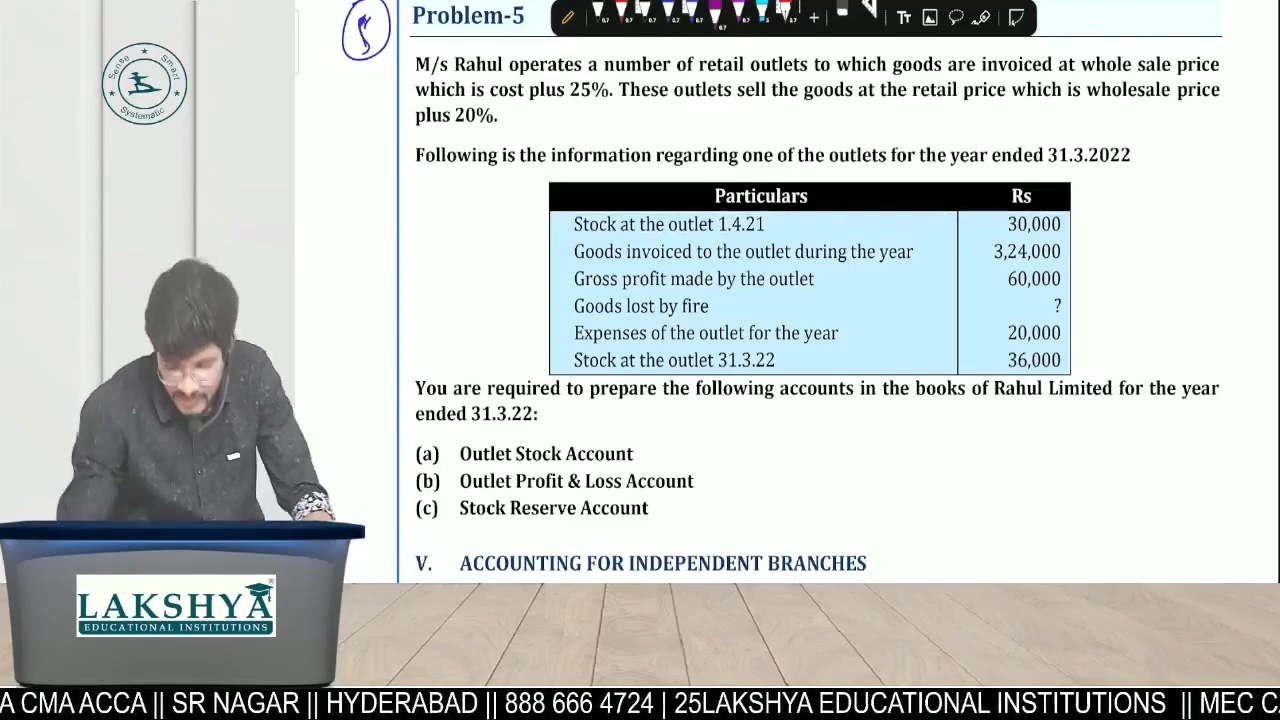 Problem-5
M/s Rahul operates a number of retail outlets to which goods are invoiced at whole sale price
which is cost plus 25%. These outlets sell the goods at the retail price which is wholesale price
plus 20%.
Following is the information regarding one of the outlets for the year ended 31.3.2022
Particulars Rs
Stock at the outlet 1.4.21 30,000
Goods invoiced to the outlet during the year 3,24,000
Gross profit made by the outlet 60,000
Goods lost by fire ?
Expenses of the outlet for the year 20,000
Stock at the outlet 31.3.22 36,000
You are required to prepare the following accounts in the books of Rahul Limited for the year
ended 31.3.22:
(a) Outlet Stock Account
(b) Outlet Profit & Loss Account
(c) Stock Reserve Account
V. ACCOUNTING FOR INDEPENDENT BRANCHES
Sense Smart
Systematic
LAKSHYA
EDUCATIONAL INSTITUTIONS
A CMA ACCA || SR NAGAR || HYDERABAD || 888 666 4724 | 25LAKSHYA EDUCATIONAL INSTITUTIONS || MEC CA